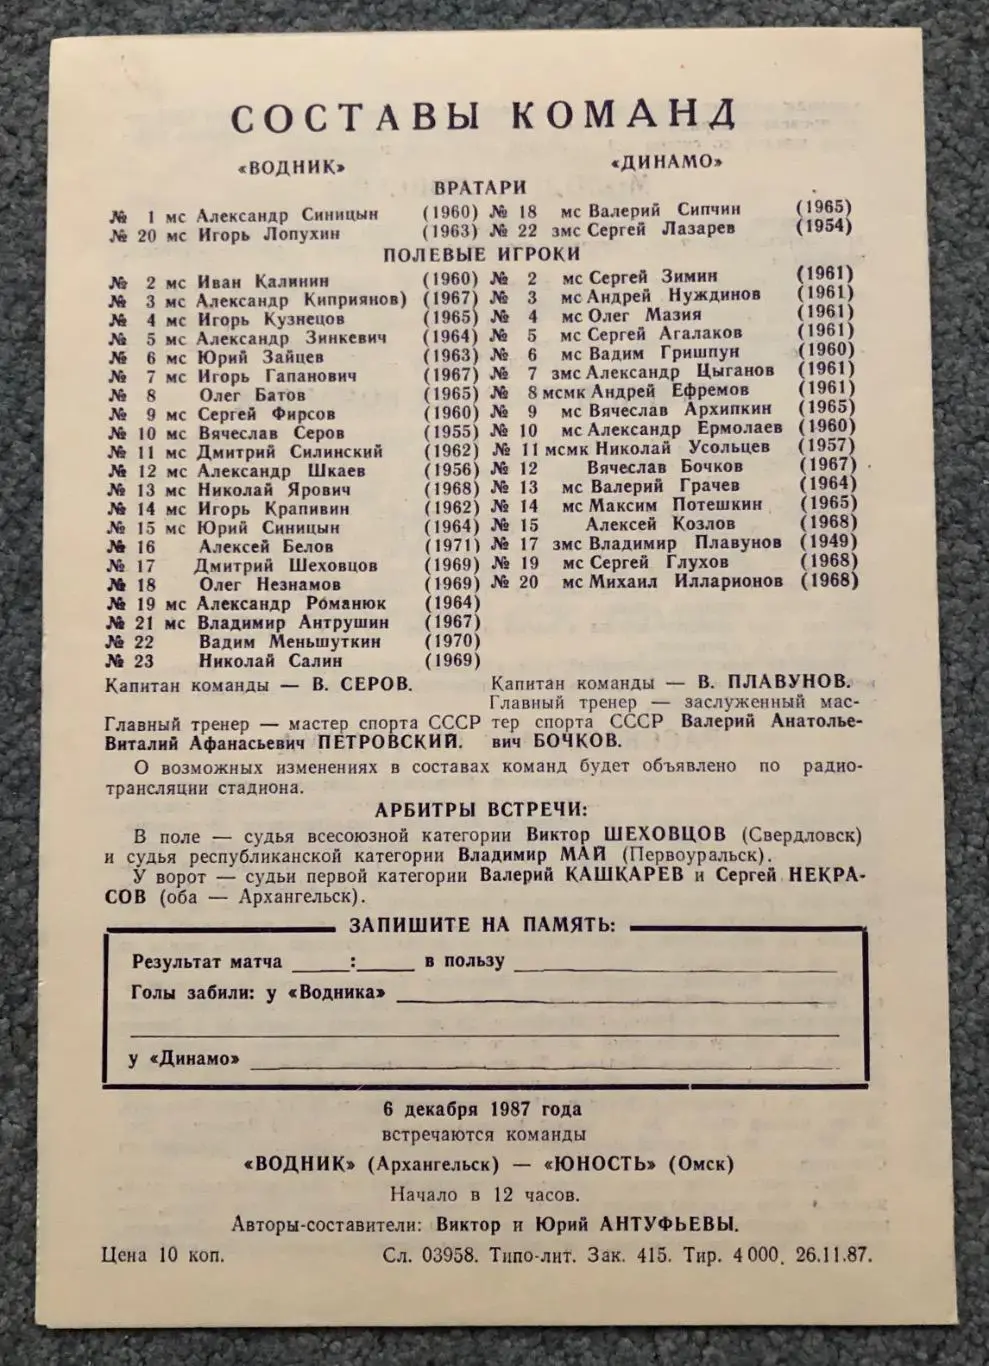 СОСТАВЫ КОМАНД
«ВОДНИК» «ДИНАМО»
ВРАТАРИ
№ 1 мс Александр Синицын (1960) № 18 мс Валерий Сипчин (1965)
№ 20 мс Игорь Лопухин (1963) № 22 змс Сергей Лазарев (1954)
ПОЛЕВЫЕ ИГРОКИ
№ 2 мс Иван Калинин (1960) № 2 мс Сергей Зимин (1961)
№ 3 мс Александр Киприянов) (1967) № 3 мс Андрей Нуждинов (1961)
№ 4 мс Игорь Кузнецов (1965) № 4 мс Олег Мазия (1961)
№ 5 мс Александр Зинкевич (1964) № 5 мс Сергей Агалаков (1961)
№ 6 мс Юрий Зайцев (1963) № 6 мс Вадим Гришпун (1960)
№ 7 мс Игорь Гапанович (1967) № 7 змс Александр Цыганов (1961)
№ 8 Олег Батов (1965) № 8 мсмк Андрей Ефремов (1961)
№ 9 мс Сергей Фирсов (1960) № 9 мс Вячеслав Архипкин (1965)
№ 10 мс Вячеслав Серов (1955) № 10 мс Александр Ермолаев (1960)
№ 11 мс Дмитрий Силинский (1962) № 11 мсмк Николай Усольцев (1957)
№ 12 мс Александр Шкаев (1956) № 12 Вячеслав Бочков (1967)
№ 13 мс Николай Ярович (1968) № 13 мс Валерий Грачев (1964)
№ 14 мс Игорь Крапивин (1962) № 14 мс Максим Потешкин (1965)
№ 15 мс Юрий Синицын (1964) № 15 Алексей Козлов (1968)
№ 16 Алексей Белов (1971) № 17 змс Владимир Плавунов (1949)
№ 17 Дмитрий Шеховцов (1969) № 19 мс Сергей Глухов (1968)
№ 18 Олег Незнамов (1969) № 20 мс Михаил Илларионов (1968)
№ 19 мс Александр Романюк (1964)
№ 21 мс Владимир Антрушин (1967)
№ 22 Вадим Меньшуткин (1970)
№ 23 Николай Салин (1969)
Капитан команды — В. СЕРОВ. Капитан команды — В. ПЛАВУНОВ.
Главный тренер — заслуженный мас-
Главный тренер — мастер спорта СССР тер спорта СССР Валерий Анатолье-
Виталий Афанасьевич ПЕТРОВСКИЙ. вич БОЧКОВ.
О возможных изменениях в составах команд будет объявлено по радио-
трансляции стадиона.
АРБИТРЫ ВСТРЕЧИ:
В поле — судья всесоюзной категории Виктор ШЕХОВЦОВ (Свердловск)
и судья республиканской категории Владимир МАЙ (Первоуральск).
У ворот — судьи первой категории Валерий КАШКАРЕВ и Сергей НЕКРА-
СОВ (оба — Архангельск).
ЗАПИШИТЕ НА ПАМЯТЬ:
Результат матча ____:____ в пользу ____
Голы забили: у «Водника» ____
у «Динамо» ____
6 декабря 1987 года
встречаются команды
«ВОДНИК» (Архангельск) — «ЮНОСТЬ» (Омск)
Начало в 12 часов.
Авторы-составители: Виктор и Юрий АНТУФЬЕВЫ.
Цена 10 коп. Сл. 03958. Типо-лит. Зак. 415. Тир. 4 000. 26.11.87.